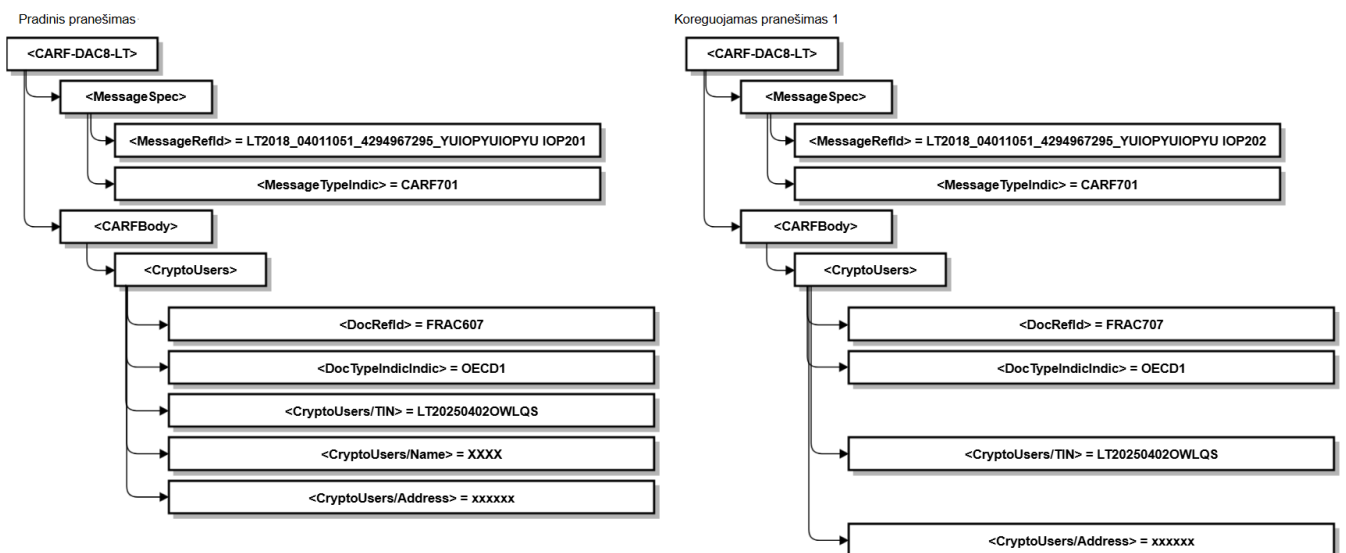 Pradinis pranešimas
<CARF-DAC8-LT>
<MessageSpec>
<MessageRefId> = LT2018_04011051_4294967295_YUIOPYUIOPYU IOP201
<MessageTypeIndic> = CARF701
<CARFBody>
<CryptoUsers>
<DocRefId> = FRAC607
<DocTypeIndicIndic> = OECD1
<CryptoUsers/TIN> = LT20250402OWLQS
<CryptoUsers/Name> = XXXX
<CryptoUsers/Address> = xxxxxx
Koreguojamas pranešimas 1
<CARF-DAC8-LT>
<MessageSpec>
<MessageRefId> = LT2018_04011051_4294967295_YUIOPYUIOPYU IOP202
<MessageTypeIndic> = CARF701
<CARFBody>
<CryptoUsers>
<DocRefId> = FRAC707
<DocTypeIndicIndic> = OECD1
<CryptoUsers/TIN> = LT20250402OWLQS
<CryptoUsers/Address> = xxxxxx